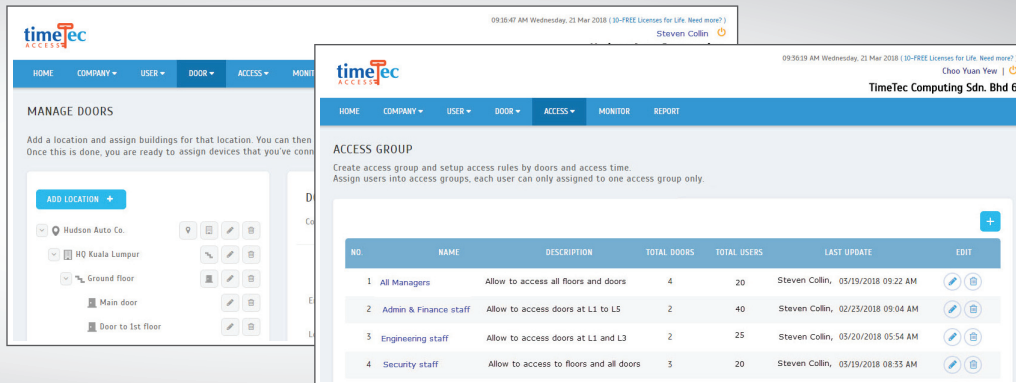 09:16:47 AM Wednesday, 21 Mar 2018 ( 10-FREE Licenses for Life. Need more? )
Steven Collin
timeTec
ACCESS
HOME COMPANY USER DOOR ACCESS
MANAGE DOORS
Add a location and assign buildings for that location. You can then
Once this is done, you are ready to assign devices that you've
ADD LOCATION +
Hudson Auto Co.
HQ Kuala Lumpur
Ground floor
Main door
Door to 1st floor
09:36:19 AM Wednesday, 21 Mar 2018 ( 10-FREE Licenses for Life. Need more? )
Choo Yuan Yew |
TimeTec Computing Sdn. Bhd 6
timeTec
ACCESS
HOME COMPANY USER DOOR ACCESS MONITOR REPORT
ACCESS GROUP
Create access group and setup access rules by doors and access time.
Assign users into access groups, each user can only assigned to one access group only.
+
NO. NAME DESCRIPTION TOTAL DOORS TOTAL USERS LAST UPDATE EDIT
1 All Managers Allow to access all floors and doors 4 20 Steven Collin, 03/19/2018 09:22 AM
2 Admin & Finance staff Allow to access doors at L1 to L5 2 40 Steven Collin, 02/23/2018 09:04 AM
3 Engineering staff Allow to access doors at L1 and L3 2 25 Steven Collin, 03/20/2018 05:54 AM
4 Security staff Allow to access to floors and all doors 3 20 Steven Collin, 03/19/2018 08:33 AM